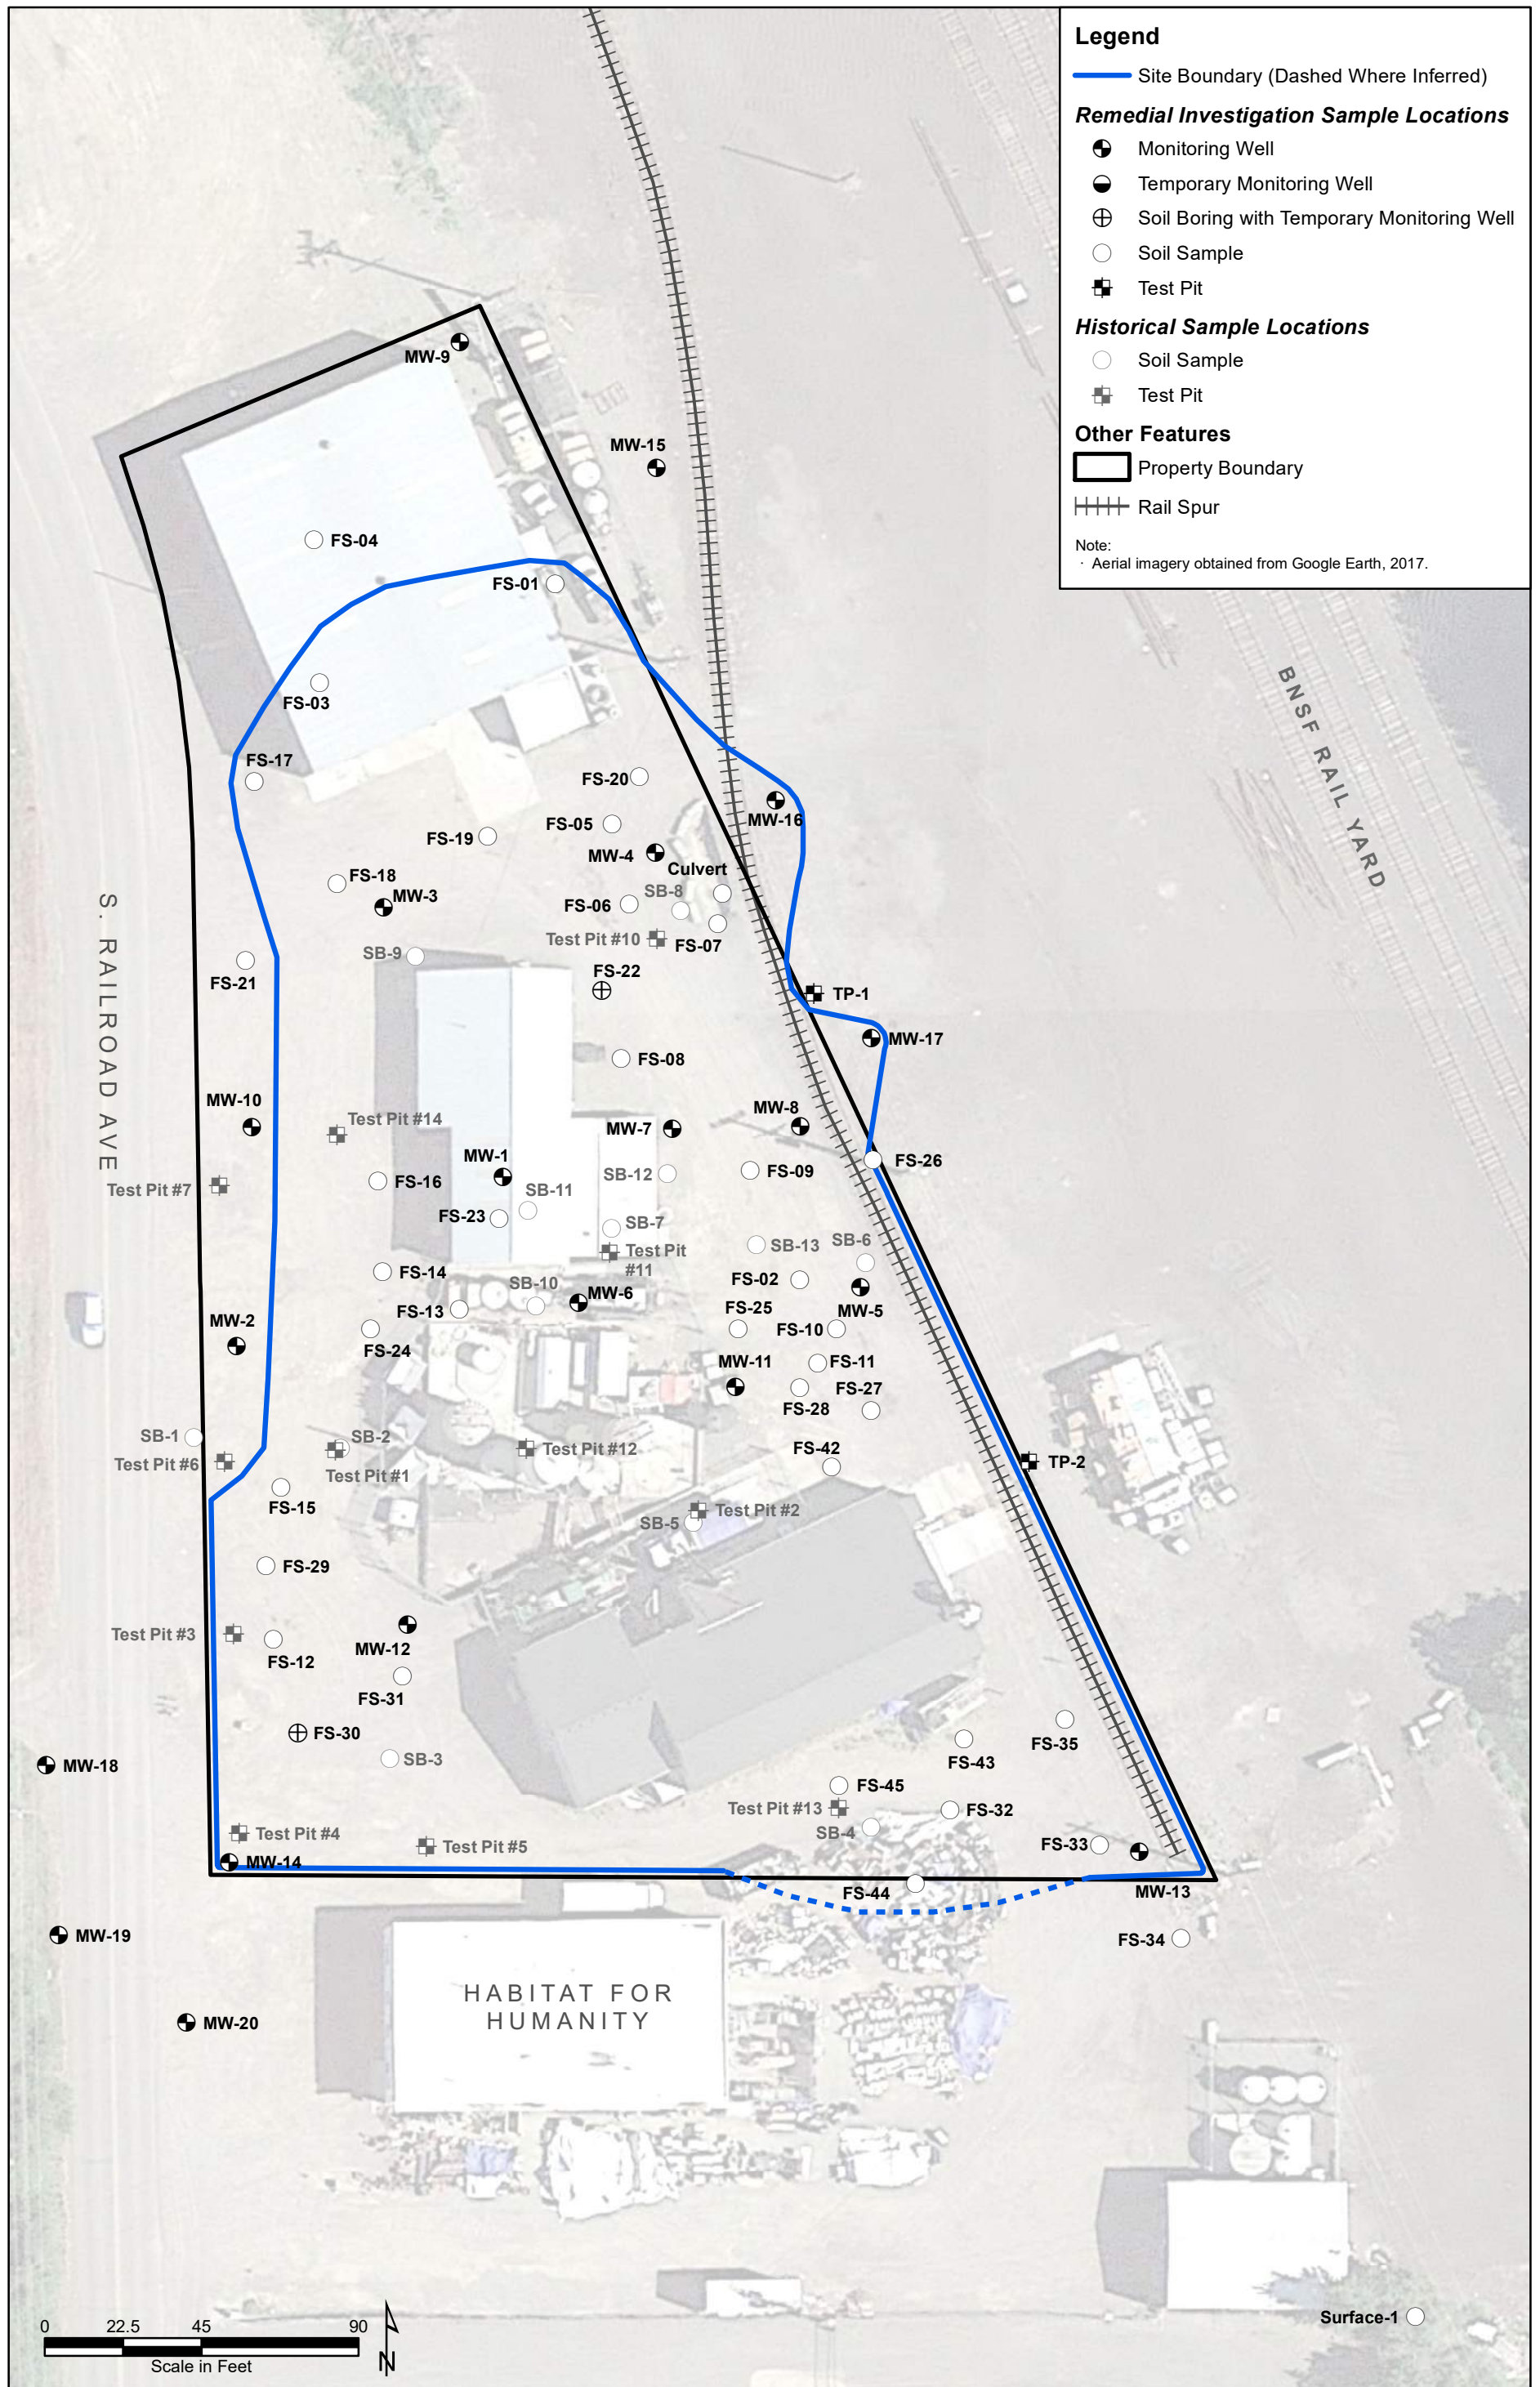 Legend
Site Boundary (Dashed Where Inferred)
Remedial Investigation Sample Locations
Monitoring Well
Temporary Monitoring Well
Soil Boring with Temporary Monitoring Well
Soil Sample
Test Pit
Historical Sample Locations
Soil Sample
Test Pit
Other Features
Property Boundary
Rail Spur
Note:
· Aerial imagery obtained from Google Earth, 2017.
MW-9
MW-15
FS-04
FS-01
FS-03
BNSF RAIL YARD
FS-17
FS-20
MW-16
FS-05
FS-19
MW-4
Culvert
FS-18
SB-8
MW-3
FS-06
Test Pit #10
FS-07
SB-9
FS-21
FS-22
TP-1
S. RAILROAD AVE
MW-17
FS-08
MW-10
MW-8
Test Pit #14
MW-7
MW-1
FS-26
FS-09
SB-12
FS-16
Test Pit #7
SB-11
FS-23
SB-7
SB-6
SB-13
Test Pit
#11
FS-14
FS-02
SB-10
MW-6
FS-13
MW-5
MW-2
FS-25
FS-10
FS-24
MW-11
FS-11
FS-27
FS-28
SB-1
SB-2
FS-42
Test Pit #12
Test Pit #6
TP-2
Test Pit #1
FS-15
Test Pit #2
SB-5
FS-29
Test Pit #3
MW-12
FS-12
FS-31
FS-30
FS-35
SB-3
FS-43
MW-18
FS-45
Test Pit #13
FS-32
SB-4
Test Pit #4
FS-33
Test Pit #5
MW-14
FS-44
MW-13
MW-19
FS-34
HABITAT FOR
HUMANITY
MW-20
Surface-1
0 22.5 45 90
Scale in Feet
N